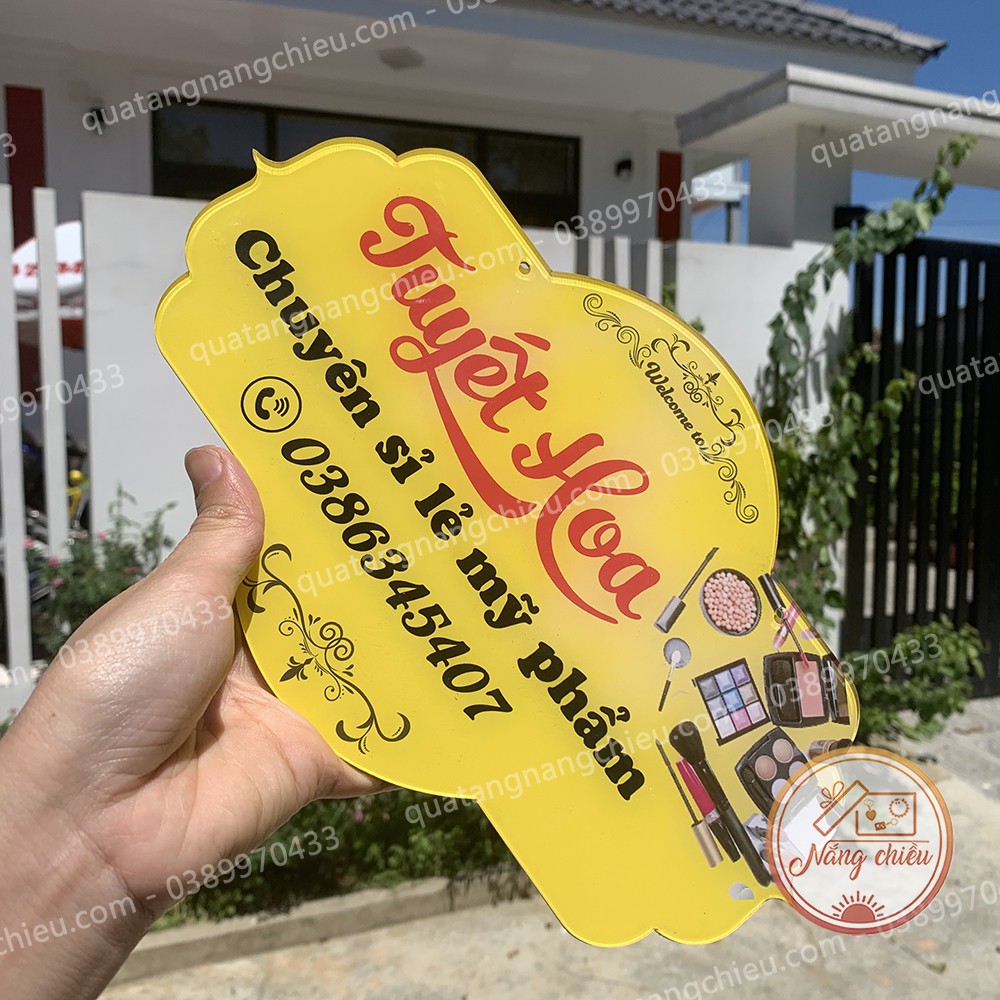 Welcome to
Tuyết Hoa
Chuyên sỉ lẻ mỹ phẩm
0386345407
Nắng chiều
quatangnangchieu.com - 0389970433